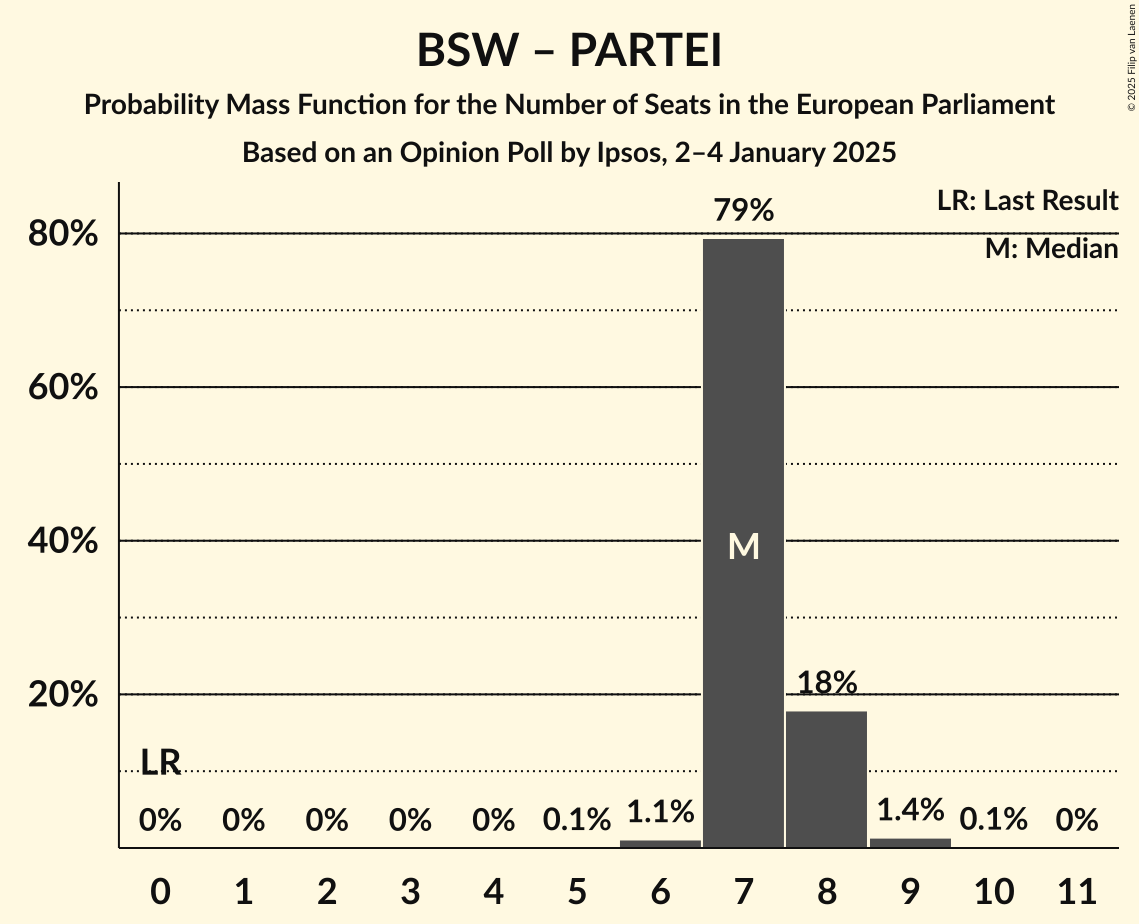 BSW – PARTEI
Probability Mass Function for the Number of Seats in the European Parliament
Based on an Opinion Poll by Ipsos, 2–4 January 2025
© 2025 Filip van Laenen
LR: Last Result
M: Median
80%
60%
40%
20%
79%
M
18%
LR
0%
0%
0%
0%
0%
0.1%
1.1%
1.4%
0.1%
0%
0 1 2 3 4 5 6 7 8 9 10 11